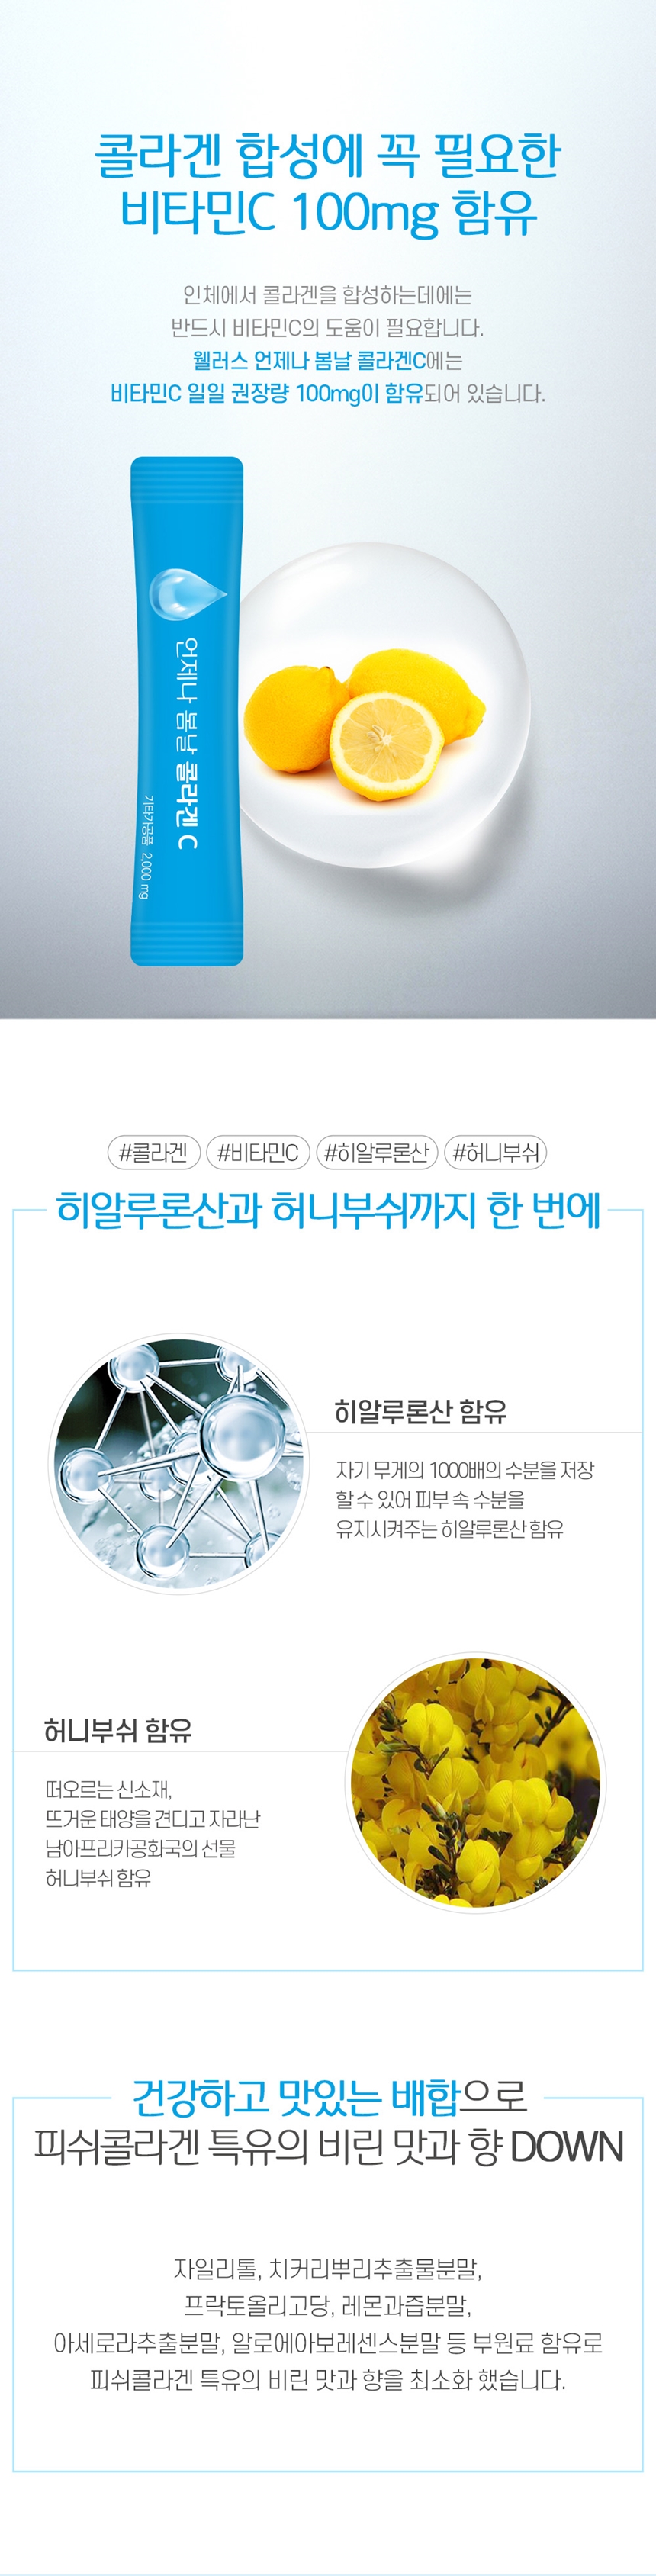 콜라겐 합성에 꼭 필요한
비타민C 100mg 함유
인체에서 콜라겐을 합성하는데에는
반드시 비타민C의 도움이 필요합니다.
웰러스 언제나 봄날 콜라겐C에는
비타민C 일일 권장량 100mg이 함유되어 있습니다.
언제나 봄날 콜라겐 C
기타가공품 2,000 mg
#콜라겐 #비타민C #히알루론산 #허니부쉬
히알루론산과 허니부쉬까지 한 번에
히알루론산 함유
자기 무게의 1000배의 수분을 저장
할 수 있어 피부 속 수분을
유지시켜주는 히알루론산 함유
허니부쉬 함유
떠오르는 신소재,
뜨거운 태양을 견디고 자라난
남아프리카공화국의 선물
허니부쉬 함유
건강하고 맛있는 배합으로
피쉬콜라겐 특유의 비린 맛과 향 DOWN
자일리톨, 치커리뿌리추출물분말,
프락토올리고당, 레몬과즙분말,
아세로라추출분말, 알로에아보레센스분말 등 부원료 함유로
피쉬콜라겐 특유의 비린 맛과 향을 최소화 했습니다.